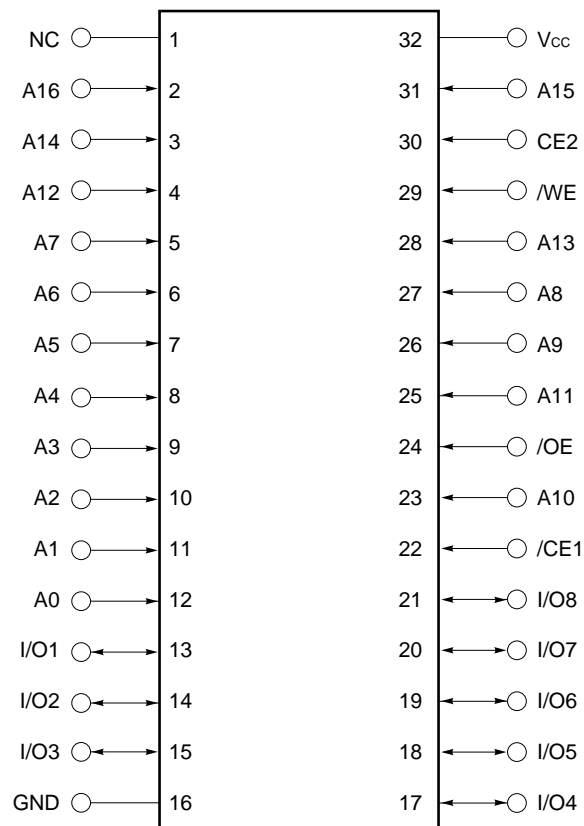 NC 1 32 Vcc
A16 2 31 A15
A14 3 30 CE2
A12 4 29 /WE
A7 5 28 A13
A6 6 27 A8
A5 7 26 A9
A4 8 25 A11
A3 9 24 /OE
A2 10 23 A10
A1 11 22 /CE1
A0 12 21 I/O8
I/O1 13 20 I/O7
I/O2 14 19 I/O6
I/O3 15 18 I/O5
GND 16 17 I/O4